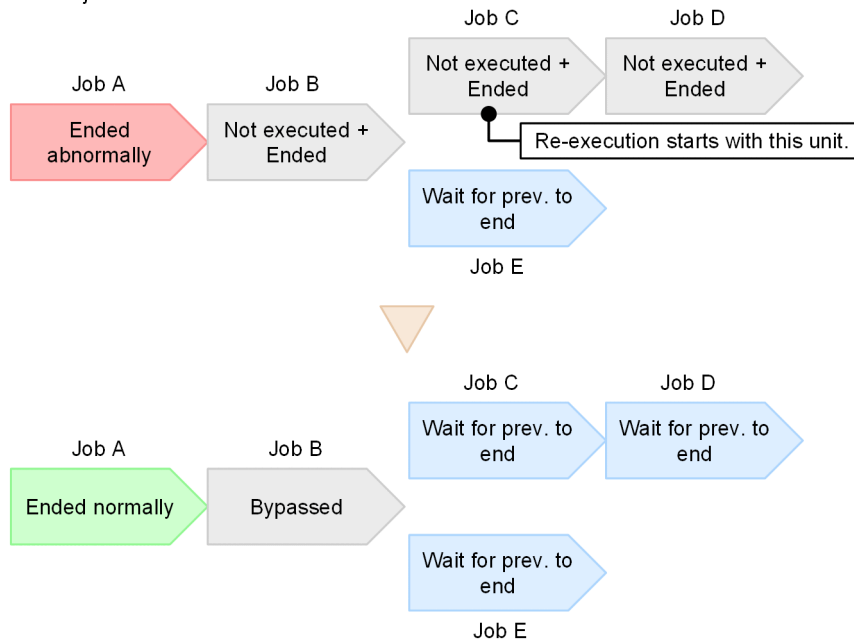 Job C
Job D
Not executed +
Ended
Not executed +
Ended
Job A
Job B
Ended
abnormally
Not executed +
Ended
Re-execution starts with this unit.
Wait for prev. to
end
Job E
Job C
Job D
Wait for prev. to
end
Wait for prev. to
end
Job A
Job B
Ended normally
Bypassed
Wait for prev. to
end
Job E